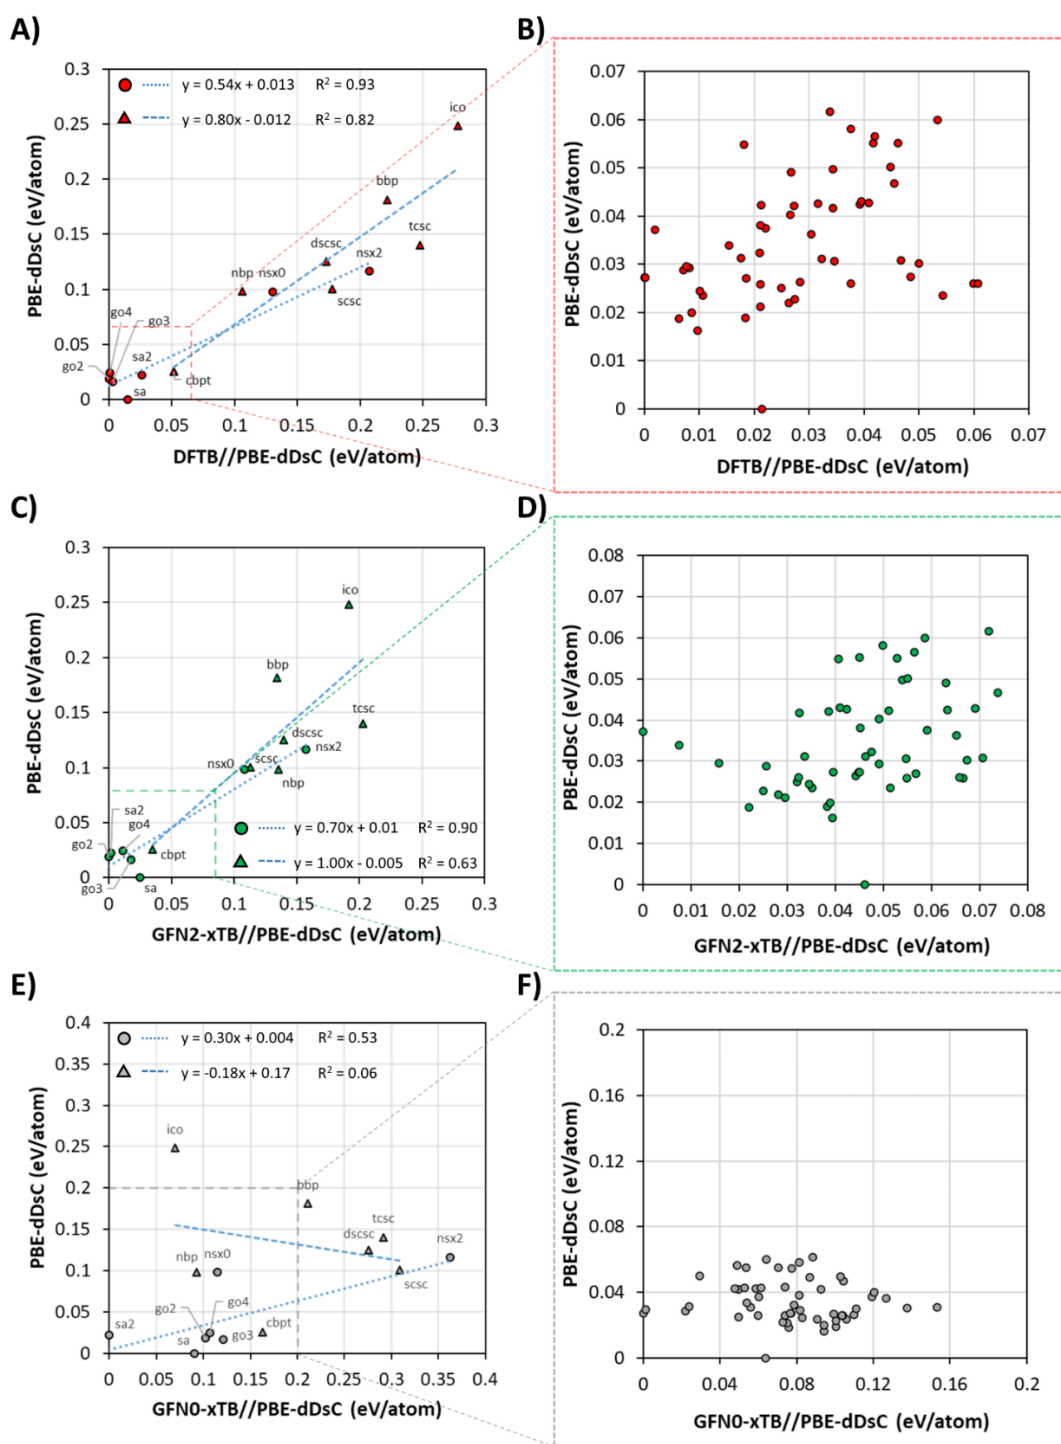 A)
PBE-dDsC (eV/atom)
0.3
0.25
0.2
0.15
0.1
0.05
0
y = 0.54x + 0.013 R² = 0.93
y = 0.80x - 0.012 R² = 0.82
ico
bbp
tcsc
dscsc
nsx2
nbp
nsx0
scsc
go4
go3
go2
sa2
cbpt
sa
0 0.05 0.1 0.15 0.2 0.25 0.3
DFTB//PBE-dDsC (eV/atom)
B)
PBE-dDsC (eV/atom)
0.07
0.06
0.05
0.04
0.03
0.02
0.01
0
0 0.01 0.02 0.03 0.04 0.05 0.06 0.07
DFTB//PBE-dDsC (eV/atom)
C)
PBE-dDsC (eV/atom)
0.3
0.25
0.2
0.15
0.1
0.05
0
ico
bbp
tcsc
dscsc
nsx2
nsx0
scsc
nbp
sa2
go4
go2
cbpt
go3
sa
y = 0.70x + 0.01 R² = 0.90
y = 1.00x - 0.005 R² = 0.63
0 0.05 0.1 0.15 0.2 0.25 0.3
GFN2-xTB//PBE-dDsC (eV/atom)
D)
PBE-dDsC (eV/atom)
0.08
0.07
0.06
0.05
0.04
0.03
0.02
0.01
0
0 0.01 0.02 0.03 0.04 0.05 0.06 0.07 0.08
GFN2-xTB//PBE-dDsC (eV/atom)
E)
PBE-dDsC (eV/atom)
0.4
0.35
0.3
0.25
0.2
0.15
0.1
0.05
0
y = 0.30x + 0.004 R² = 0.53
y = -0.18x + 0.17 R² = 0.06
ico
bbp
tcsc
dscsc
nsx2
nbp
nsx0
scsc
go2
go4
sa2
sa
go3
cbpt
0 0.05 0.1 0.15 0.2 0.25 0.3 0.35 0.4
GFN0-xTB//PBE-dDsC (eV/atom)
F)
PBE-dDsC (eV/atom)
0.2
0.16
0.12
0.08
0.04
0
0 0.04 0.08 0.12 0.16 0.2
GFN0-xTB//PBE-dDsC (eV/atom)